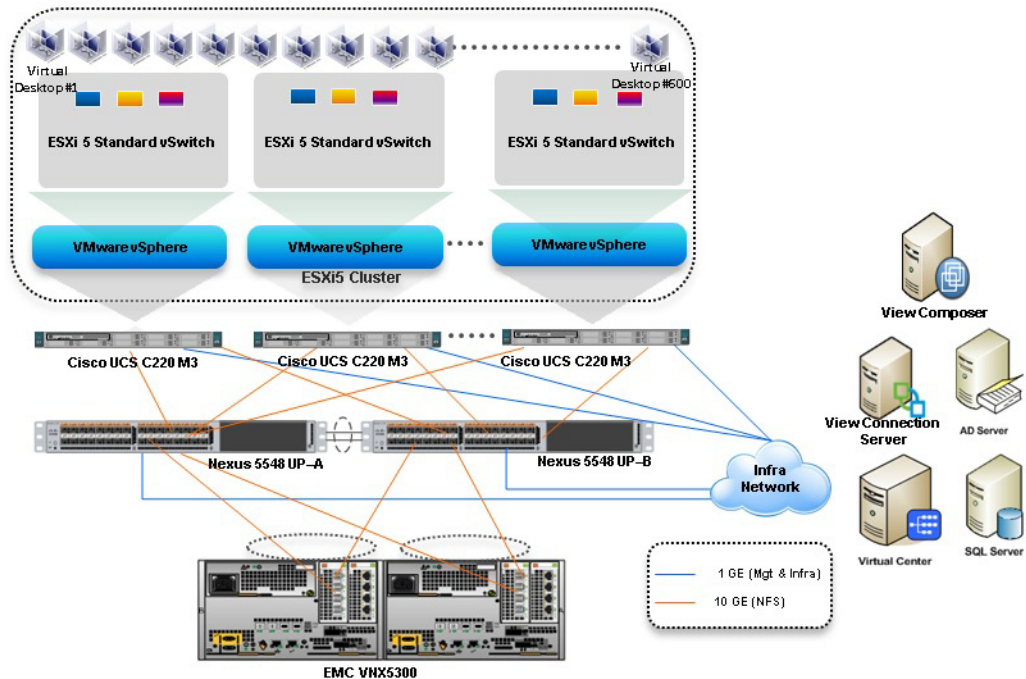 Virtual
Desktop #1
Virtual
Desktop #600
ESXi 5 Standard vSwitch
ESXi 5 Standard vSwitch
ESXi 5 Standard vSwitch
VMware vSphere
VMware vSphere
VMware vSphere
ESXi5 Cluster
View Composer
Cisco UCS C220 M3
Cisco UCS C220 M3
Cisco UCS C220 M3
View Connection
Server
AD Server
Nexus 5548 UP–A
Nexus 5548 UP–B
Infra
Network
Virtual Center
SQL Server
1 GE (Mgt & Infra)
10 GE (NFS)
EMC VNX5300